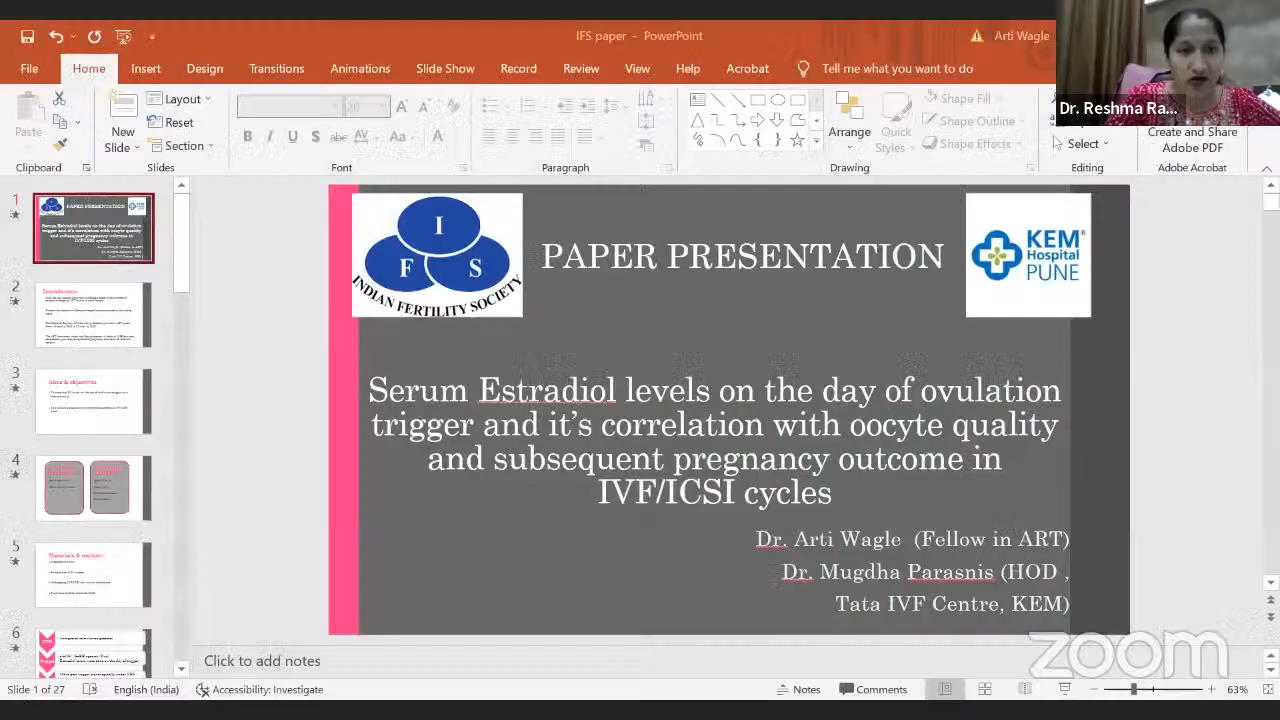 IFS paper - PowerPoint
Arti Wagle
File Home Insert Design Transitions Animations Slide Show Record Review View Help Acrobat Tell me what you want to do
Dr. Reshma Ra...
Paste
New
Slide
Layout
Reset
Section
Arrange
Quick
Styles
Shape Fill
Shape Outline
Shape Effects
Select
Create and Share
Adobe PDF
Clipboard Slides Font Paragraph Drawing Editing Adobe Acrobat
1
2
Introduction
3
Aims & objectives
4
5
6
I
F S
INDIAN FERTILITY SOCIETY
PAPER PRESENTATION
KEM
Hospital
PUNE
Serum Estradiol levels on the day of ovulation
trigger and it's correlation with oocyte quality
and subsequent pregnancy outcome in
IVF/ICSI cycles
Dr. Arti Wagle (Fellow in ART)
Dr. Mugdha Parasnis (HOD ,
Tata IVF Centre, KEM)
zoom
Click to add notes
Slide 1 of 27 English (India) Accessibility: Investigate Notes Comments 63%